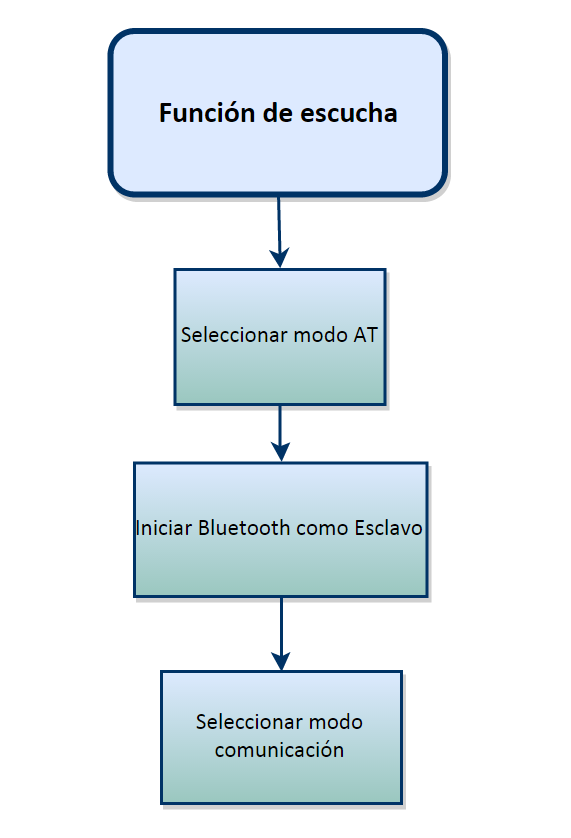 Función de escucha
Seleccionar modo AT
Iniciar Bluetooth como Esclavo
Seleccionar modo
comunicación